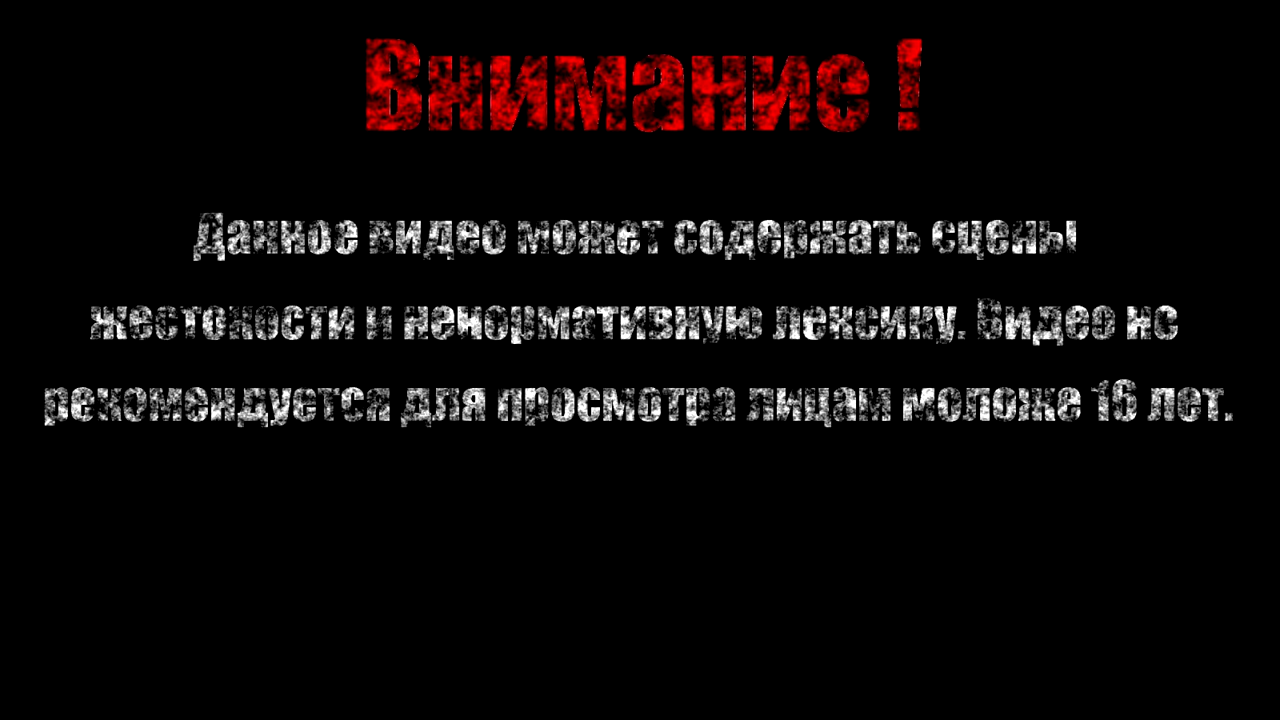 Внимание !
Данное видео может содержать сцены
жестокости и ненормативную лексику. Видео не
рекомендуется для просмотра лицам моложе 16 лет.